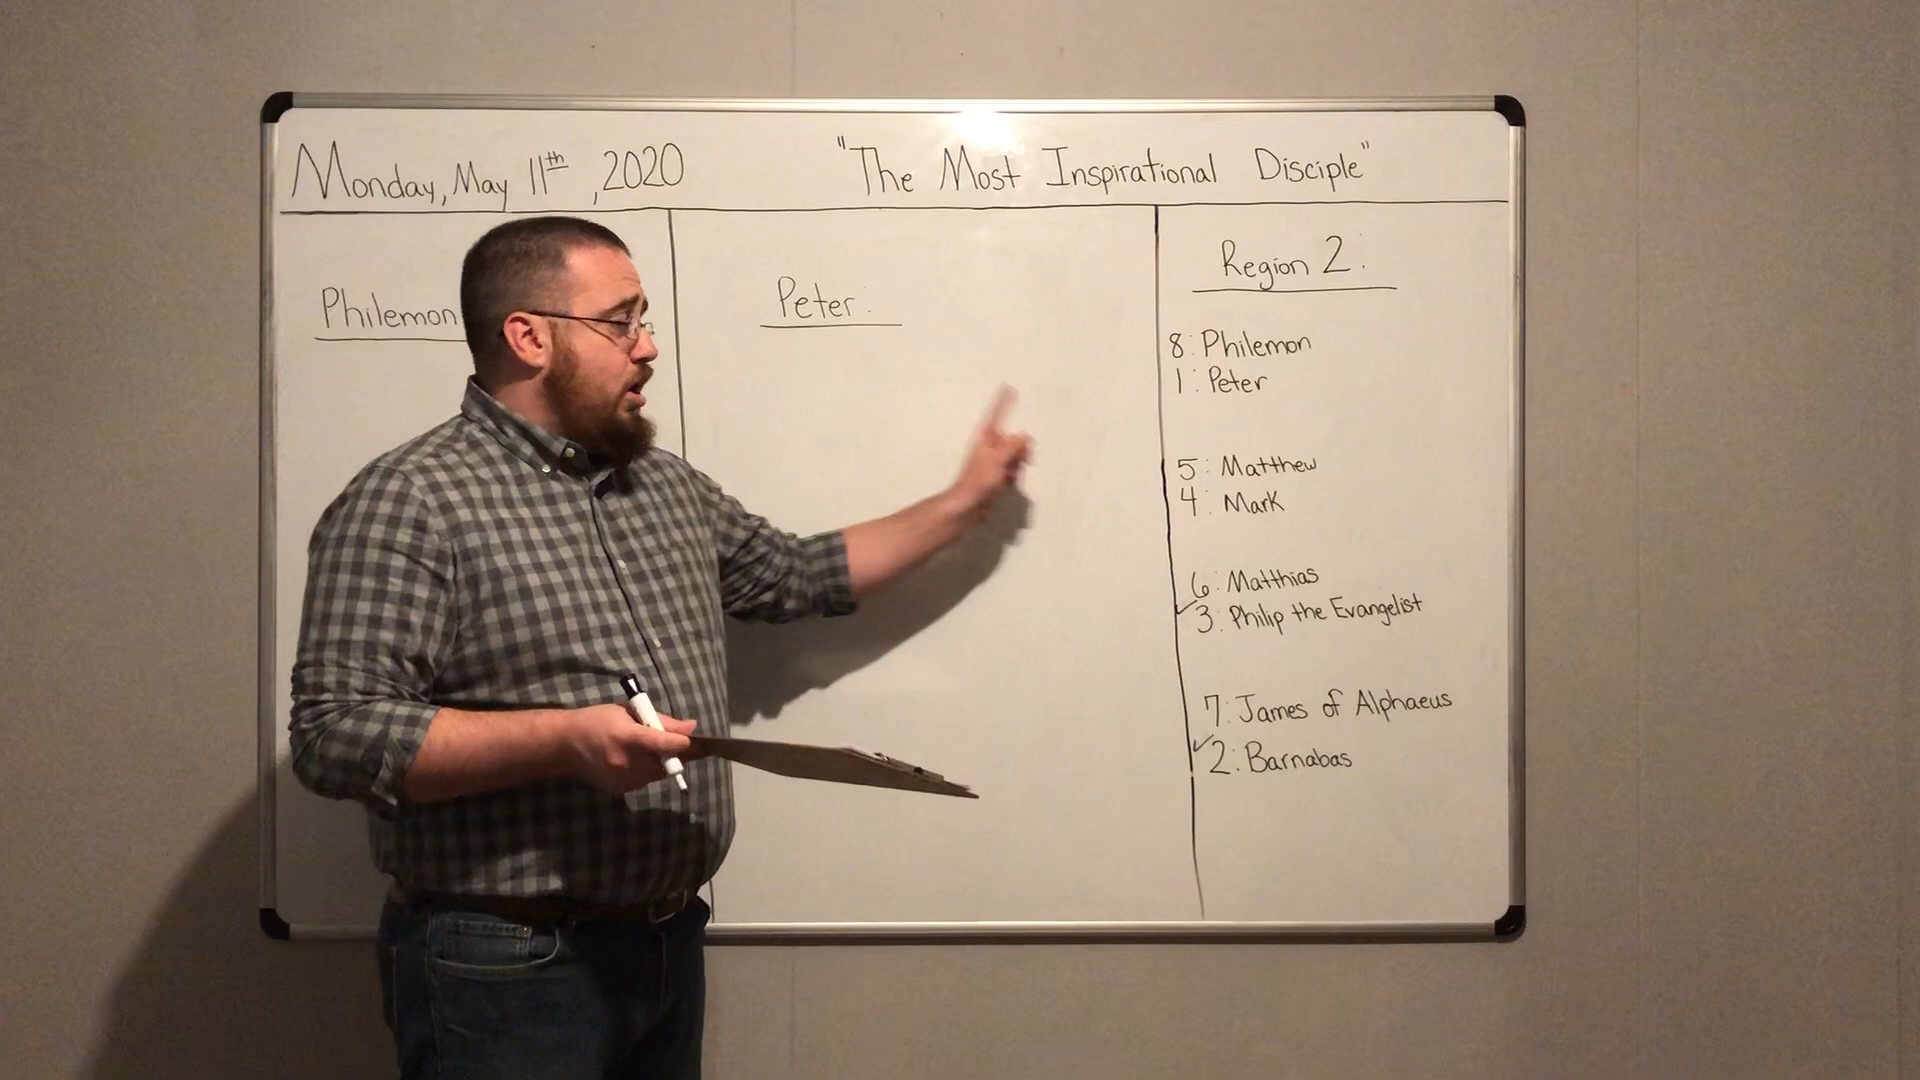 Monday, May 11th, 2020
"The Most Inspirational Disciple"
Philemon
Peter:
Region 2:
8: Philemon
1: Peter
5: Matthew
4: Mark
6: Matthias
✓3: Philip the Evangelist
7: James of Alphaeus
✓2: Barnabas